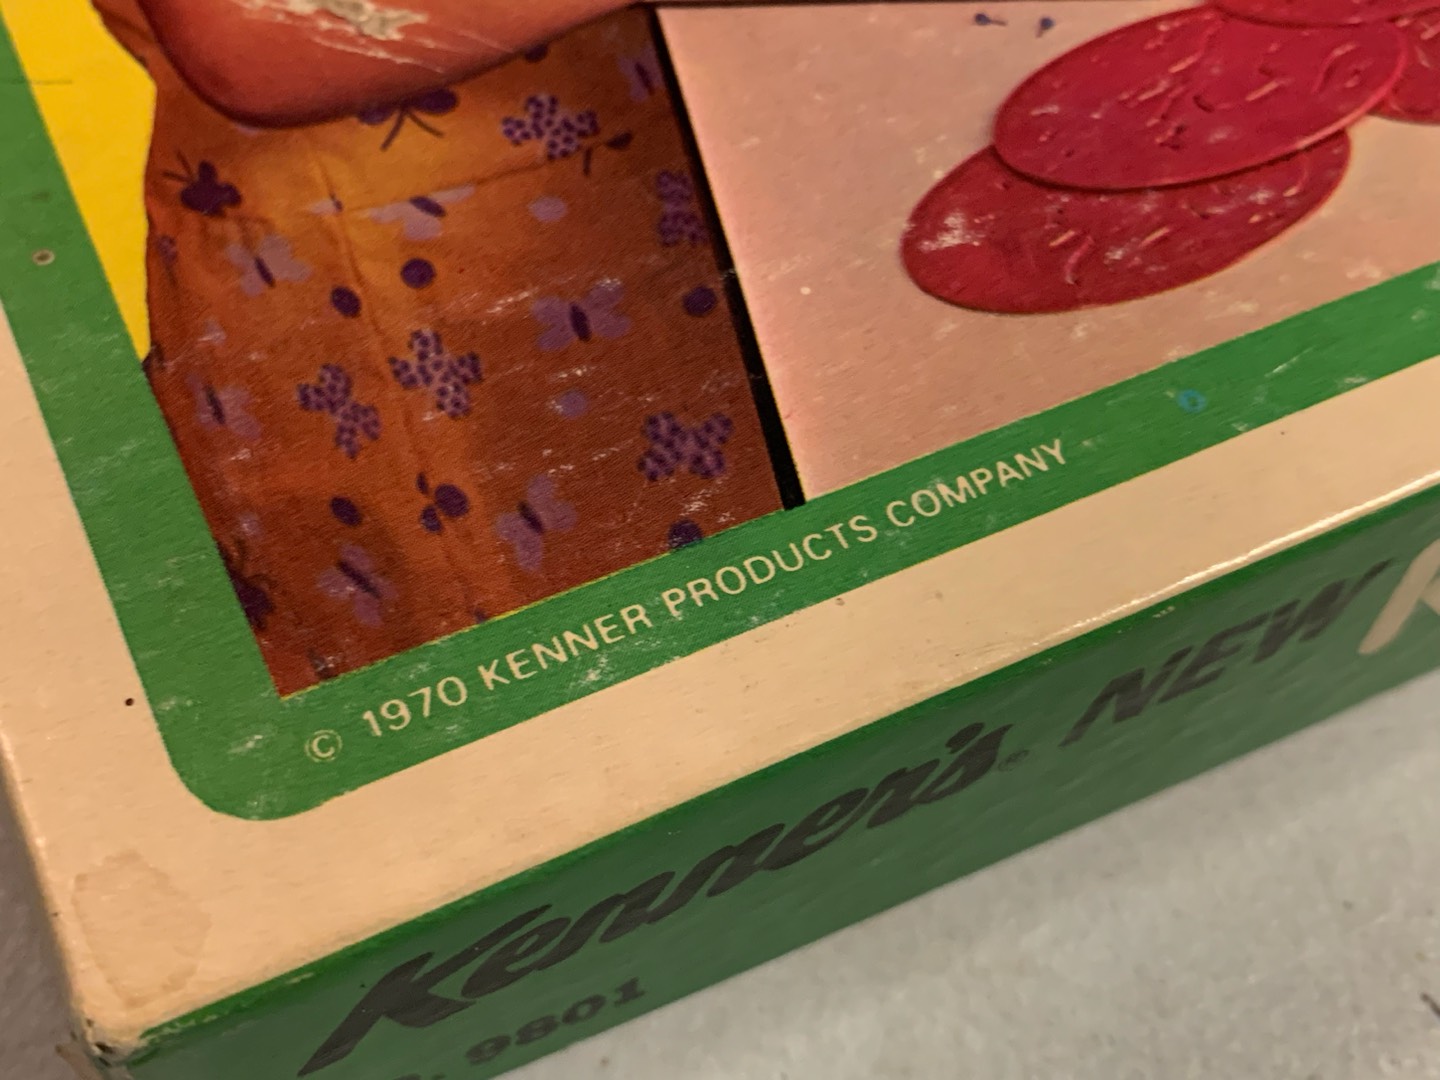 © 1970 KENNER PRODUCTS COMPANY
Kenner's® NEW
9801